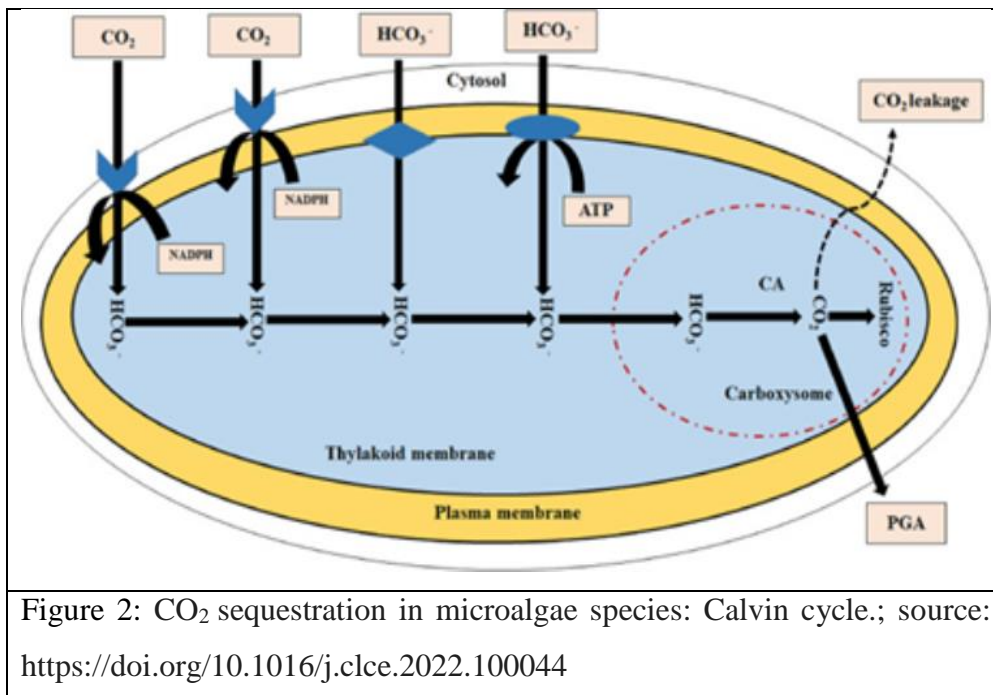 CO₂
CO₂
HCO₃⁻
HCO₃⁻
Cytosol
CO₂ leakage
NADPH
NADPH
ATP
HCO₃⁻
HCO₃⁻
HCO₃⁻
HCO₃⁻
HCO₃⁻
CA
CO₂
Rubisco
Carboxysome
Thylakoid membrane
Plasma membrane
PGA
Figure 2: CO₂ sequestration in microalgae species: Calvin cycle.; source:
https://doi.org/10.1016/j.clce.2022.100044